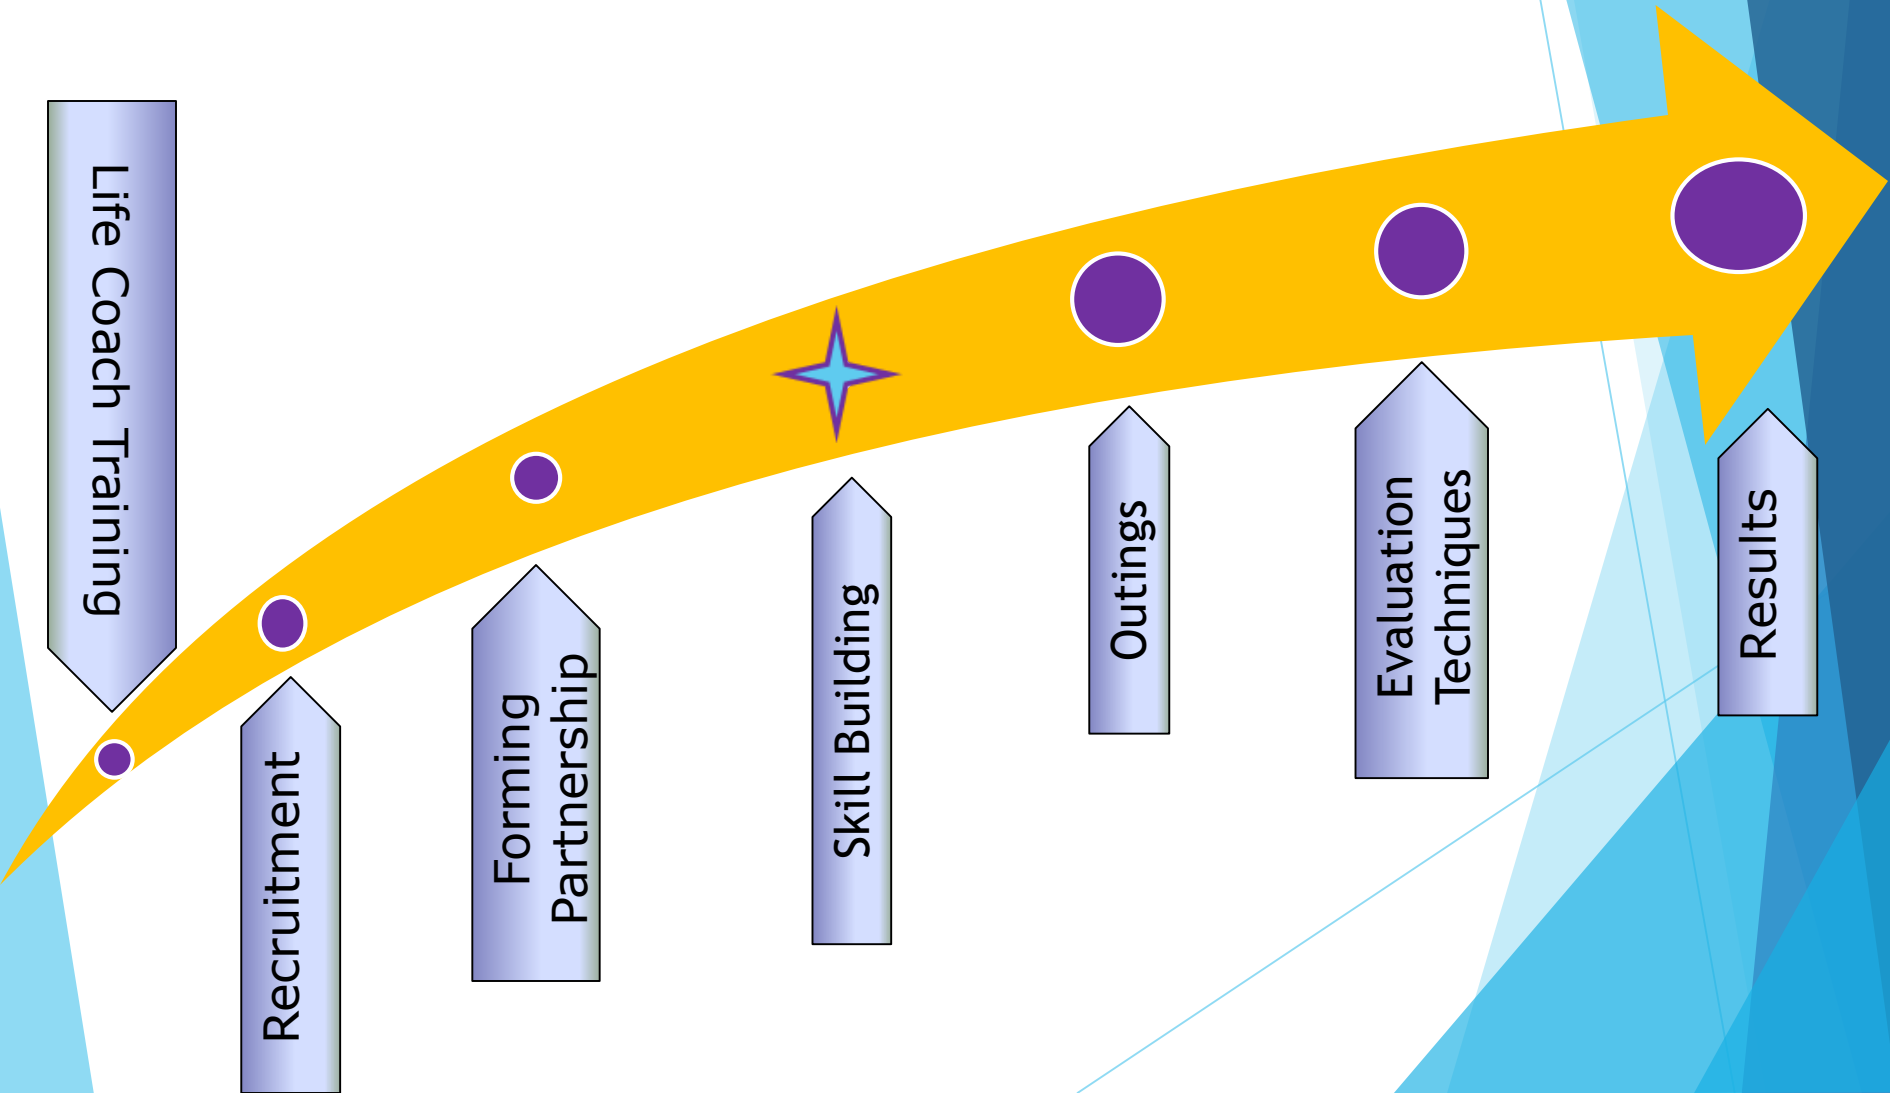 Life Coach Training
Recruitment
Forming
Partnership
Skill Building
Outings
Evaluation
Techniques
Results